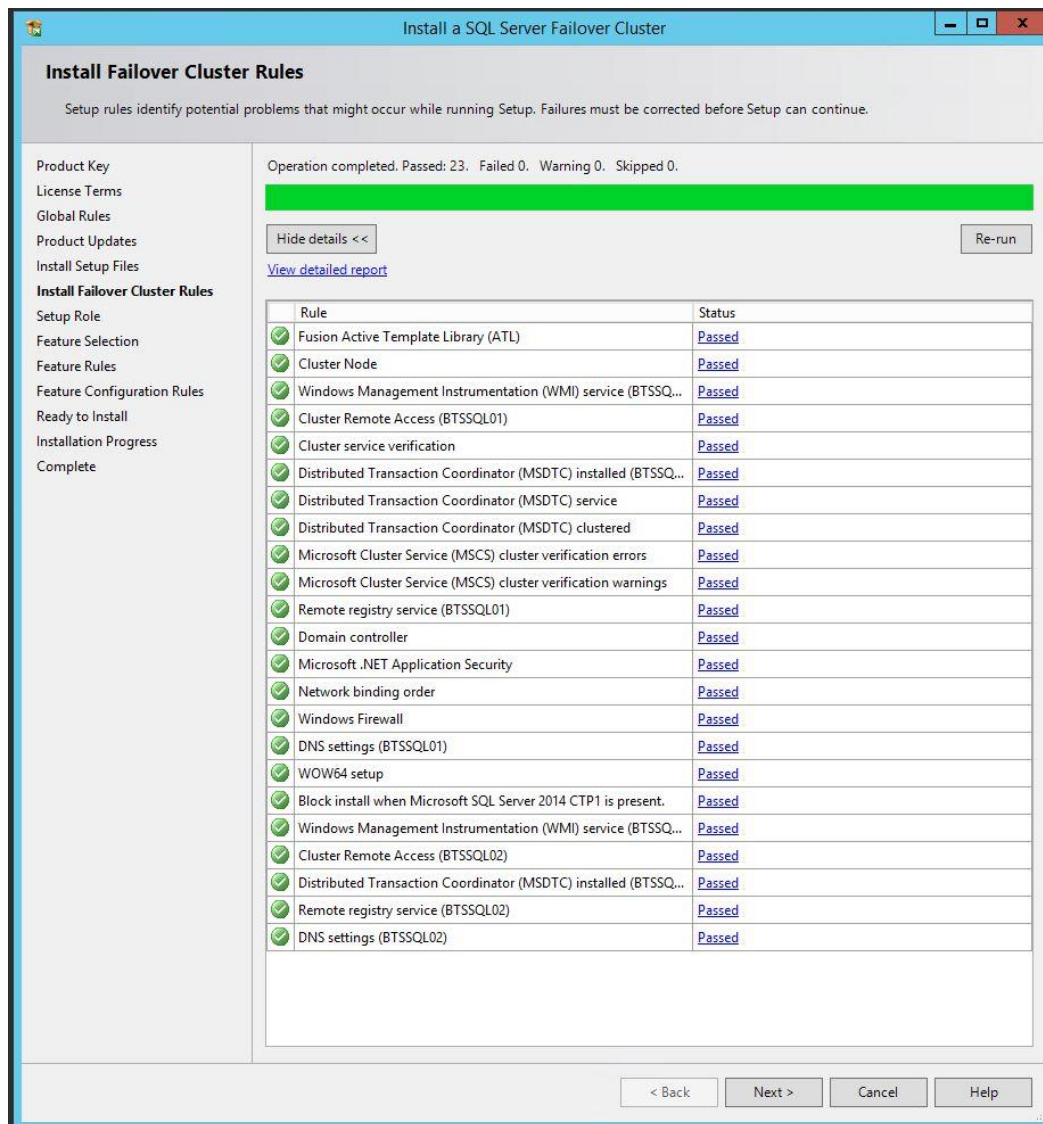 Install a SQL Server Failover Cluster
Install Failover Cluster Rules
Setup rules identify potential problems that might occur while running Setup. Failures must be corrected before Setup can continue.
Product Key
License Terms
Global Rules
Product Updates
Install Setup Files
Install Failover Cluster Rules
Setup Role
Feature Selection
Feature Rules
Feature Configuration Rules
Ready to Install
Installation Progress
Complete
Operation completed. Passed: 23. Failed 0. Warning 0. Skipped 0.
Hide details << Re-run
View detailed report
Rule Status
Fusion Active Template Library (ATL) Passed
Cluster Node Passed
Windows Management Instrumentation (WMI) service (BTSSQ... Passed
Cluster Remote Access (BTSSQL01) Passed
Cluster service verification Passed
Distributed Transaction Coordinator (MSDTC) installed (BTSSQ... Passed
Distributed Transaction Coordinator (MSDTC) service Passed
Distributed Transaction Coordinator (MSDTC) clustered Passed
Microsoft Cluster Service (MSCS) cluster verification errors Passed
Microsoft Cluster Service (MSCS) cluster verification warnings Passed
Remote registry service (BTSSQL01) Passed
Domain controller Passed
Microsoft .NET Application Security Passed
Network binding order Passed
Windows Firewall Passed
DNS settings (BTSSQL01) Passed
WOW64 setup Passed
Block install when Microsoft SQL Server 2014 CTP1 is present. Passed
Windows Management Instrumentation (WMI) service (BTSSQ... Passed
Cluster Remote Access (BTSSQL02) Passed
Distributed Transaction Coordinator (MSDTC) installed (BTSSQ... Passed
Remote registry service (BTSSQL02) Passed
DNS settings (BTSSQL02) Passed
< Back Next > Cancel Help